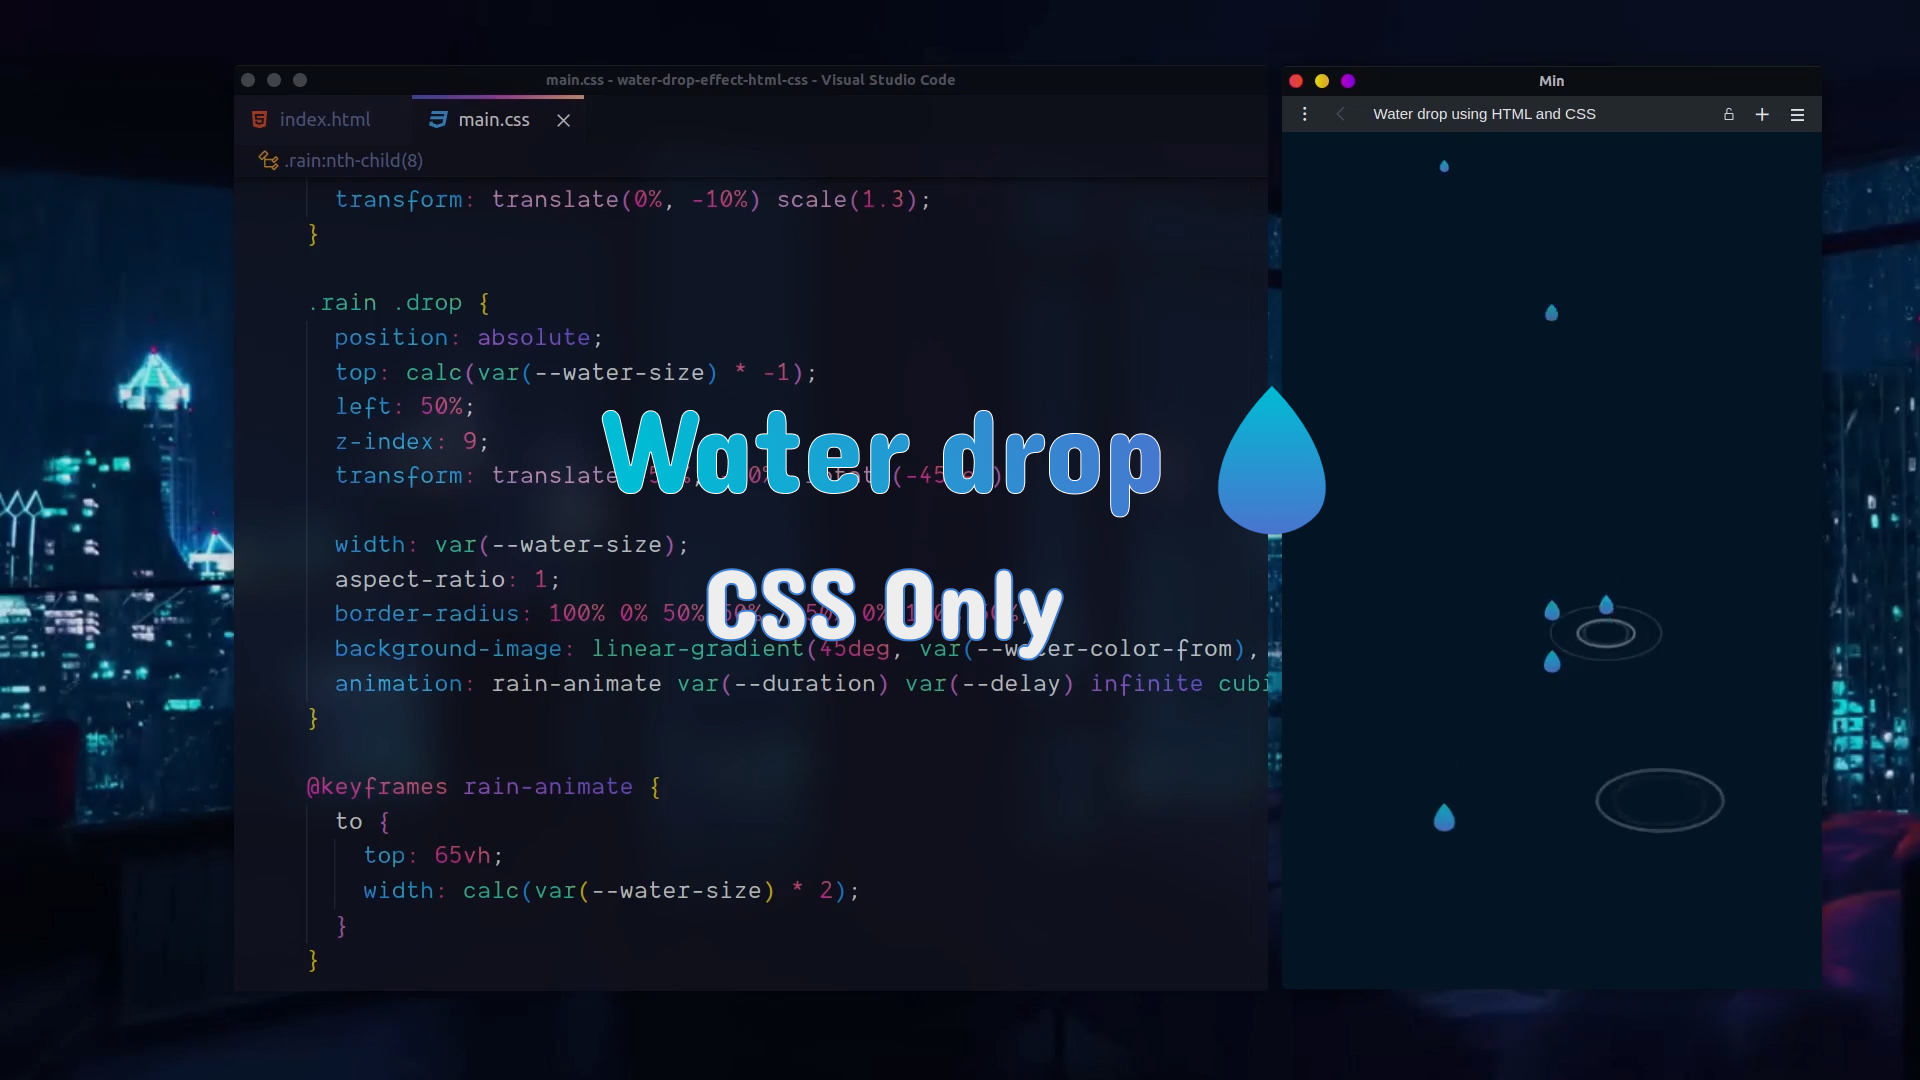 main.css - water-drop-effect-html-css - Visual Studio Code
index.html
main.css
.rain:nth-child(8)
transform: translate(0%, -10%) scale(1.3);
}
.rain .drop {
position: absolute;
top: calc(var(--water-size) * -1);
left: 50%;
z-index: 9;
transform: translate
width: var(--water-size);
aspect-ratio: 1;
border-radius: 100% 0% 50%
background-image: linear-gradient(45deg, var(--water-color-from),
animation: rain-animate var(--duration) var(--delay) infinite cubi
}
@keyframes rain-animate {
to {
top: 65vh;
width: calc(var(--water-size) * 2);
}
}
Water drop
CSS Only
Min
Water drop using HTML and CSS